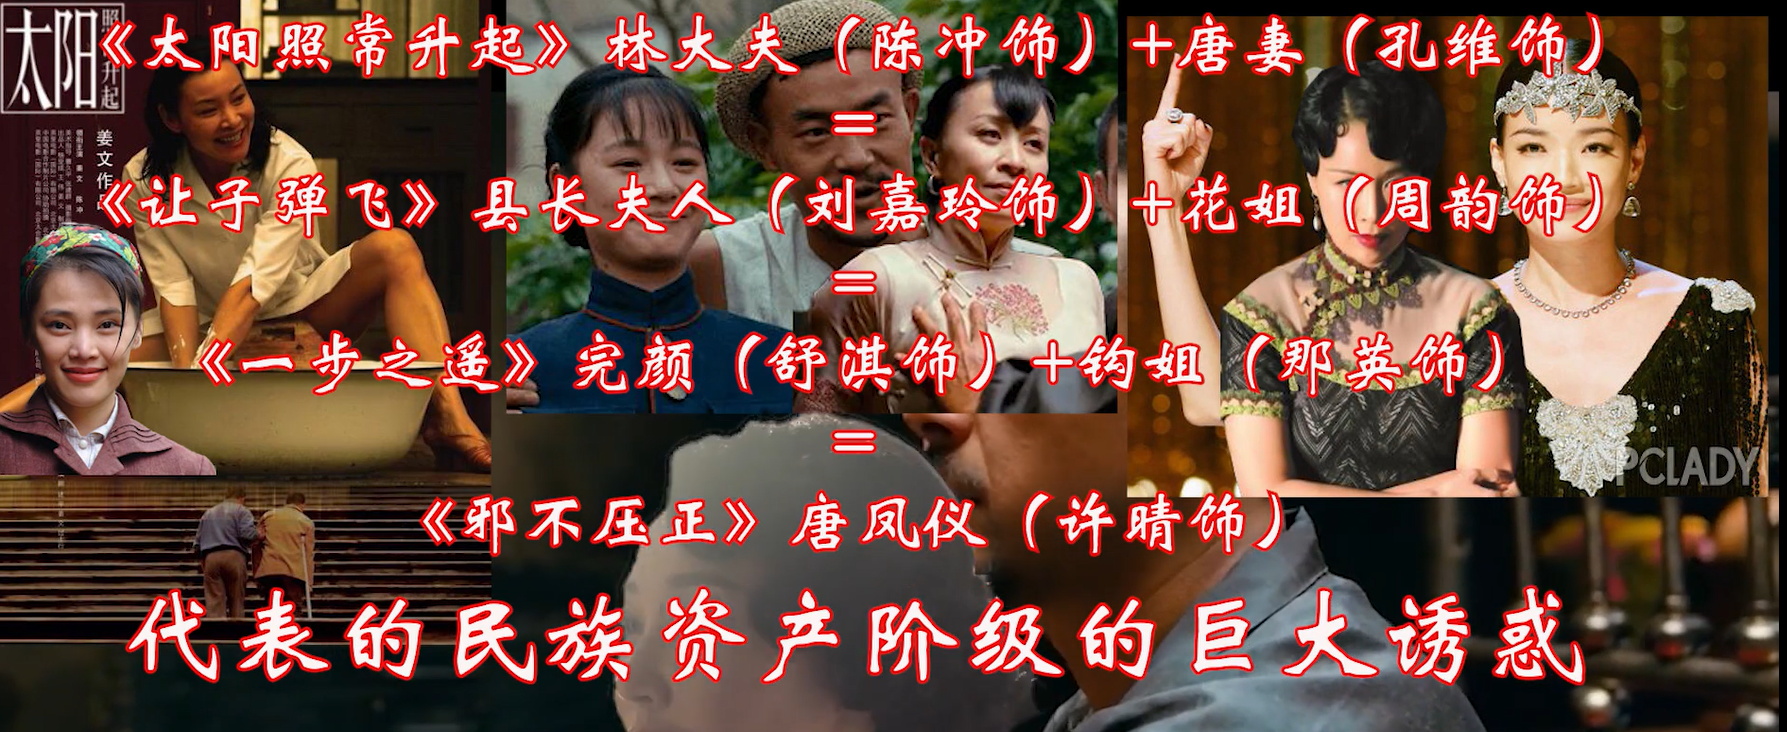 《太阳照常升起》林大夫（陈冲饰）+唐妻（孔维饰）
=
《让子弹飞》县长夫人（刘嘉玲饰）+花姐（周韵饰）
=
《一步之遥》完颜（舒淇饰）+钩姐（那英饰）
=
《邪不压正》唐凤仪（许晴饰）
代表的民族资产阶级的巨大诱惑
太阳
照常升起
姜文作品
PCLADY